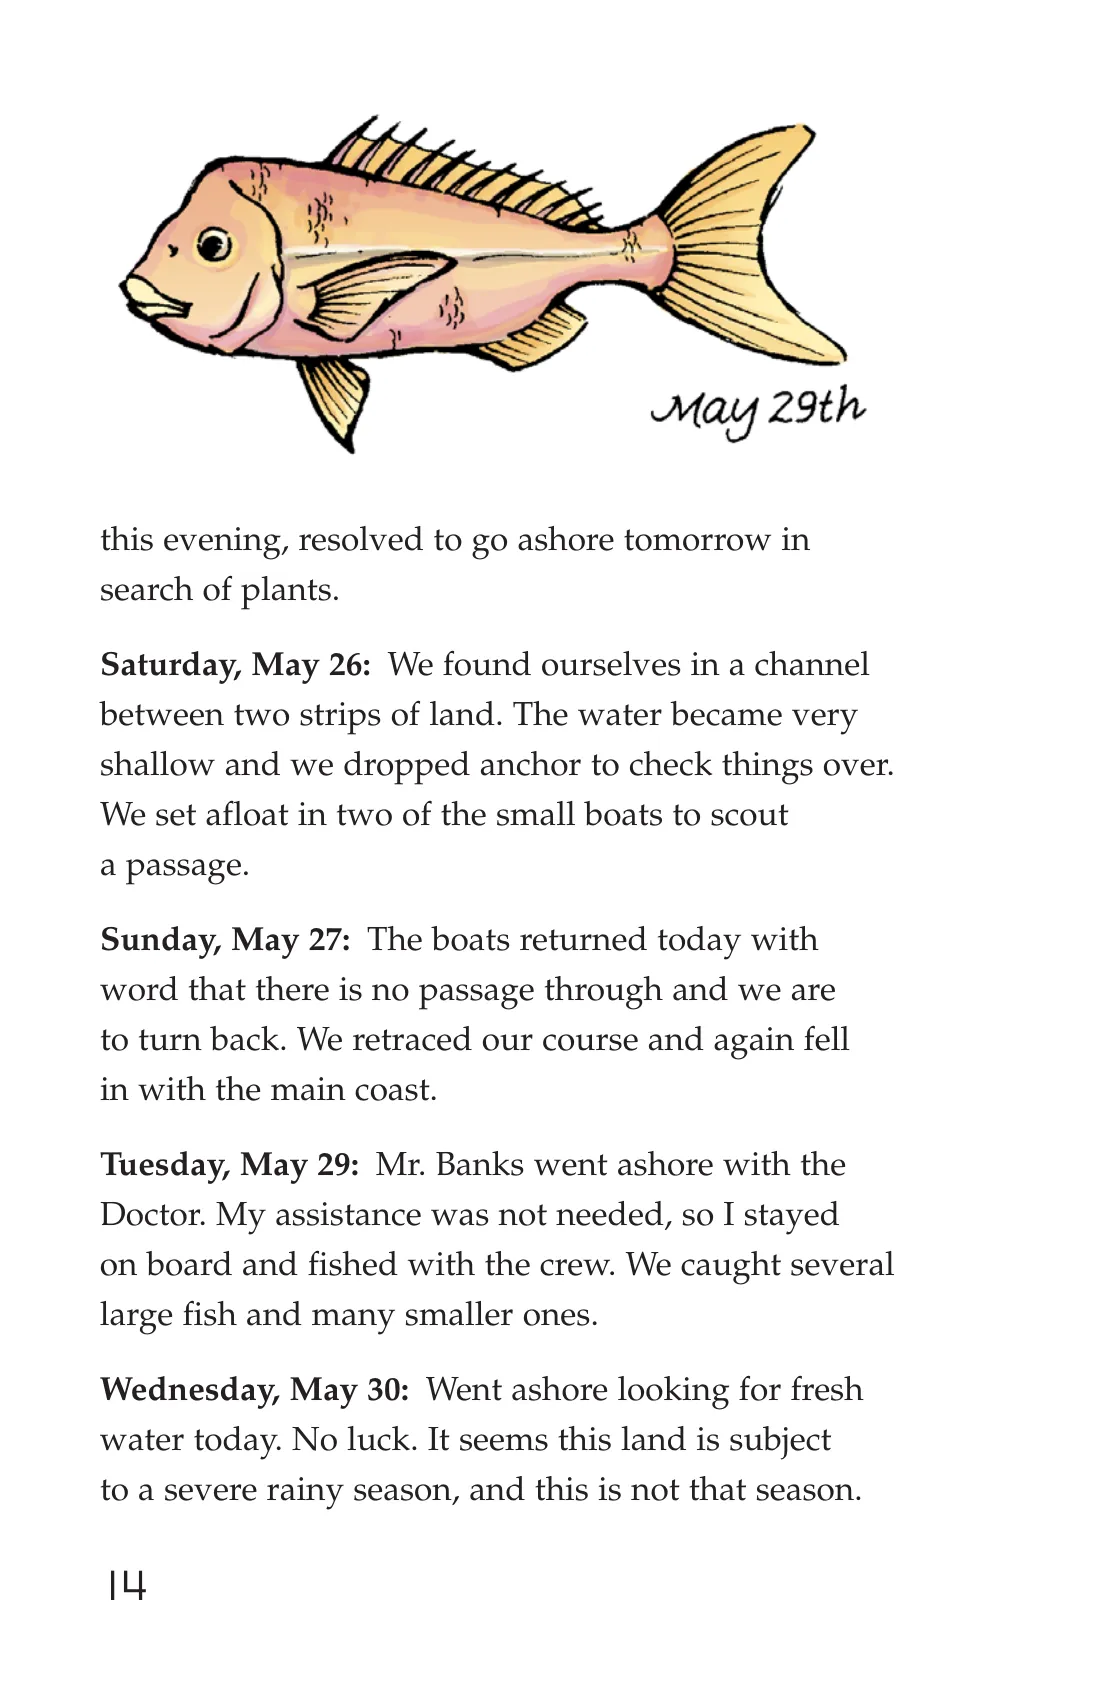 May 29th
this evening, resolved to go ashore tomorrow in
search of plants.
Saturday, May 26: We found ourselves in a channel
between two strips of land. The water became very
shallow and we dropped anchor to check things over.
We set afloat in two of the small boats to scout
a passage.
Sunday, May 27: The boats returned today with
word that there is no passage through and we are
to turn back. We retraced our course and again fell
in with the main coast.
Tuesday, May 29: Mr. Banks went ashore with the
Doctor. My assistance was not needed, so I stayed
on board and fished with the crew. We caught several
large fish and many smaller ones.
Wednesday, May 30: Went ashore looking for fresh
water today. No luck. It seems this land is subject
to a severe rainy season, and this is not that season.
14